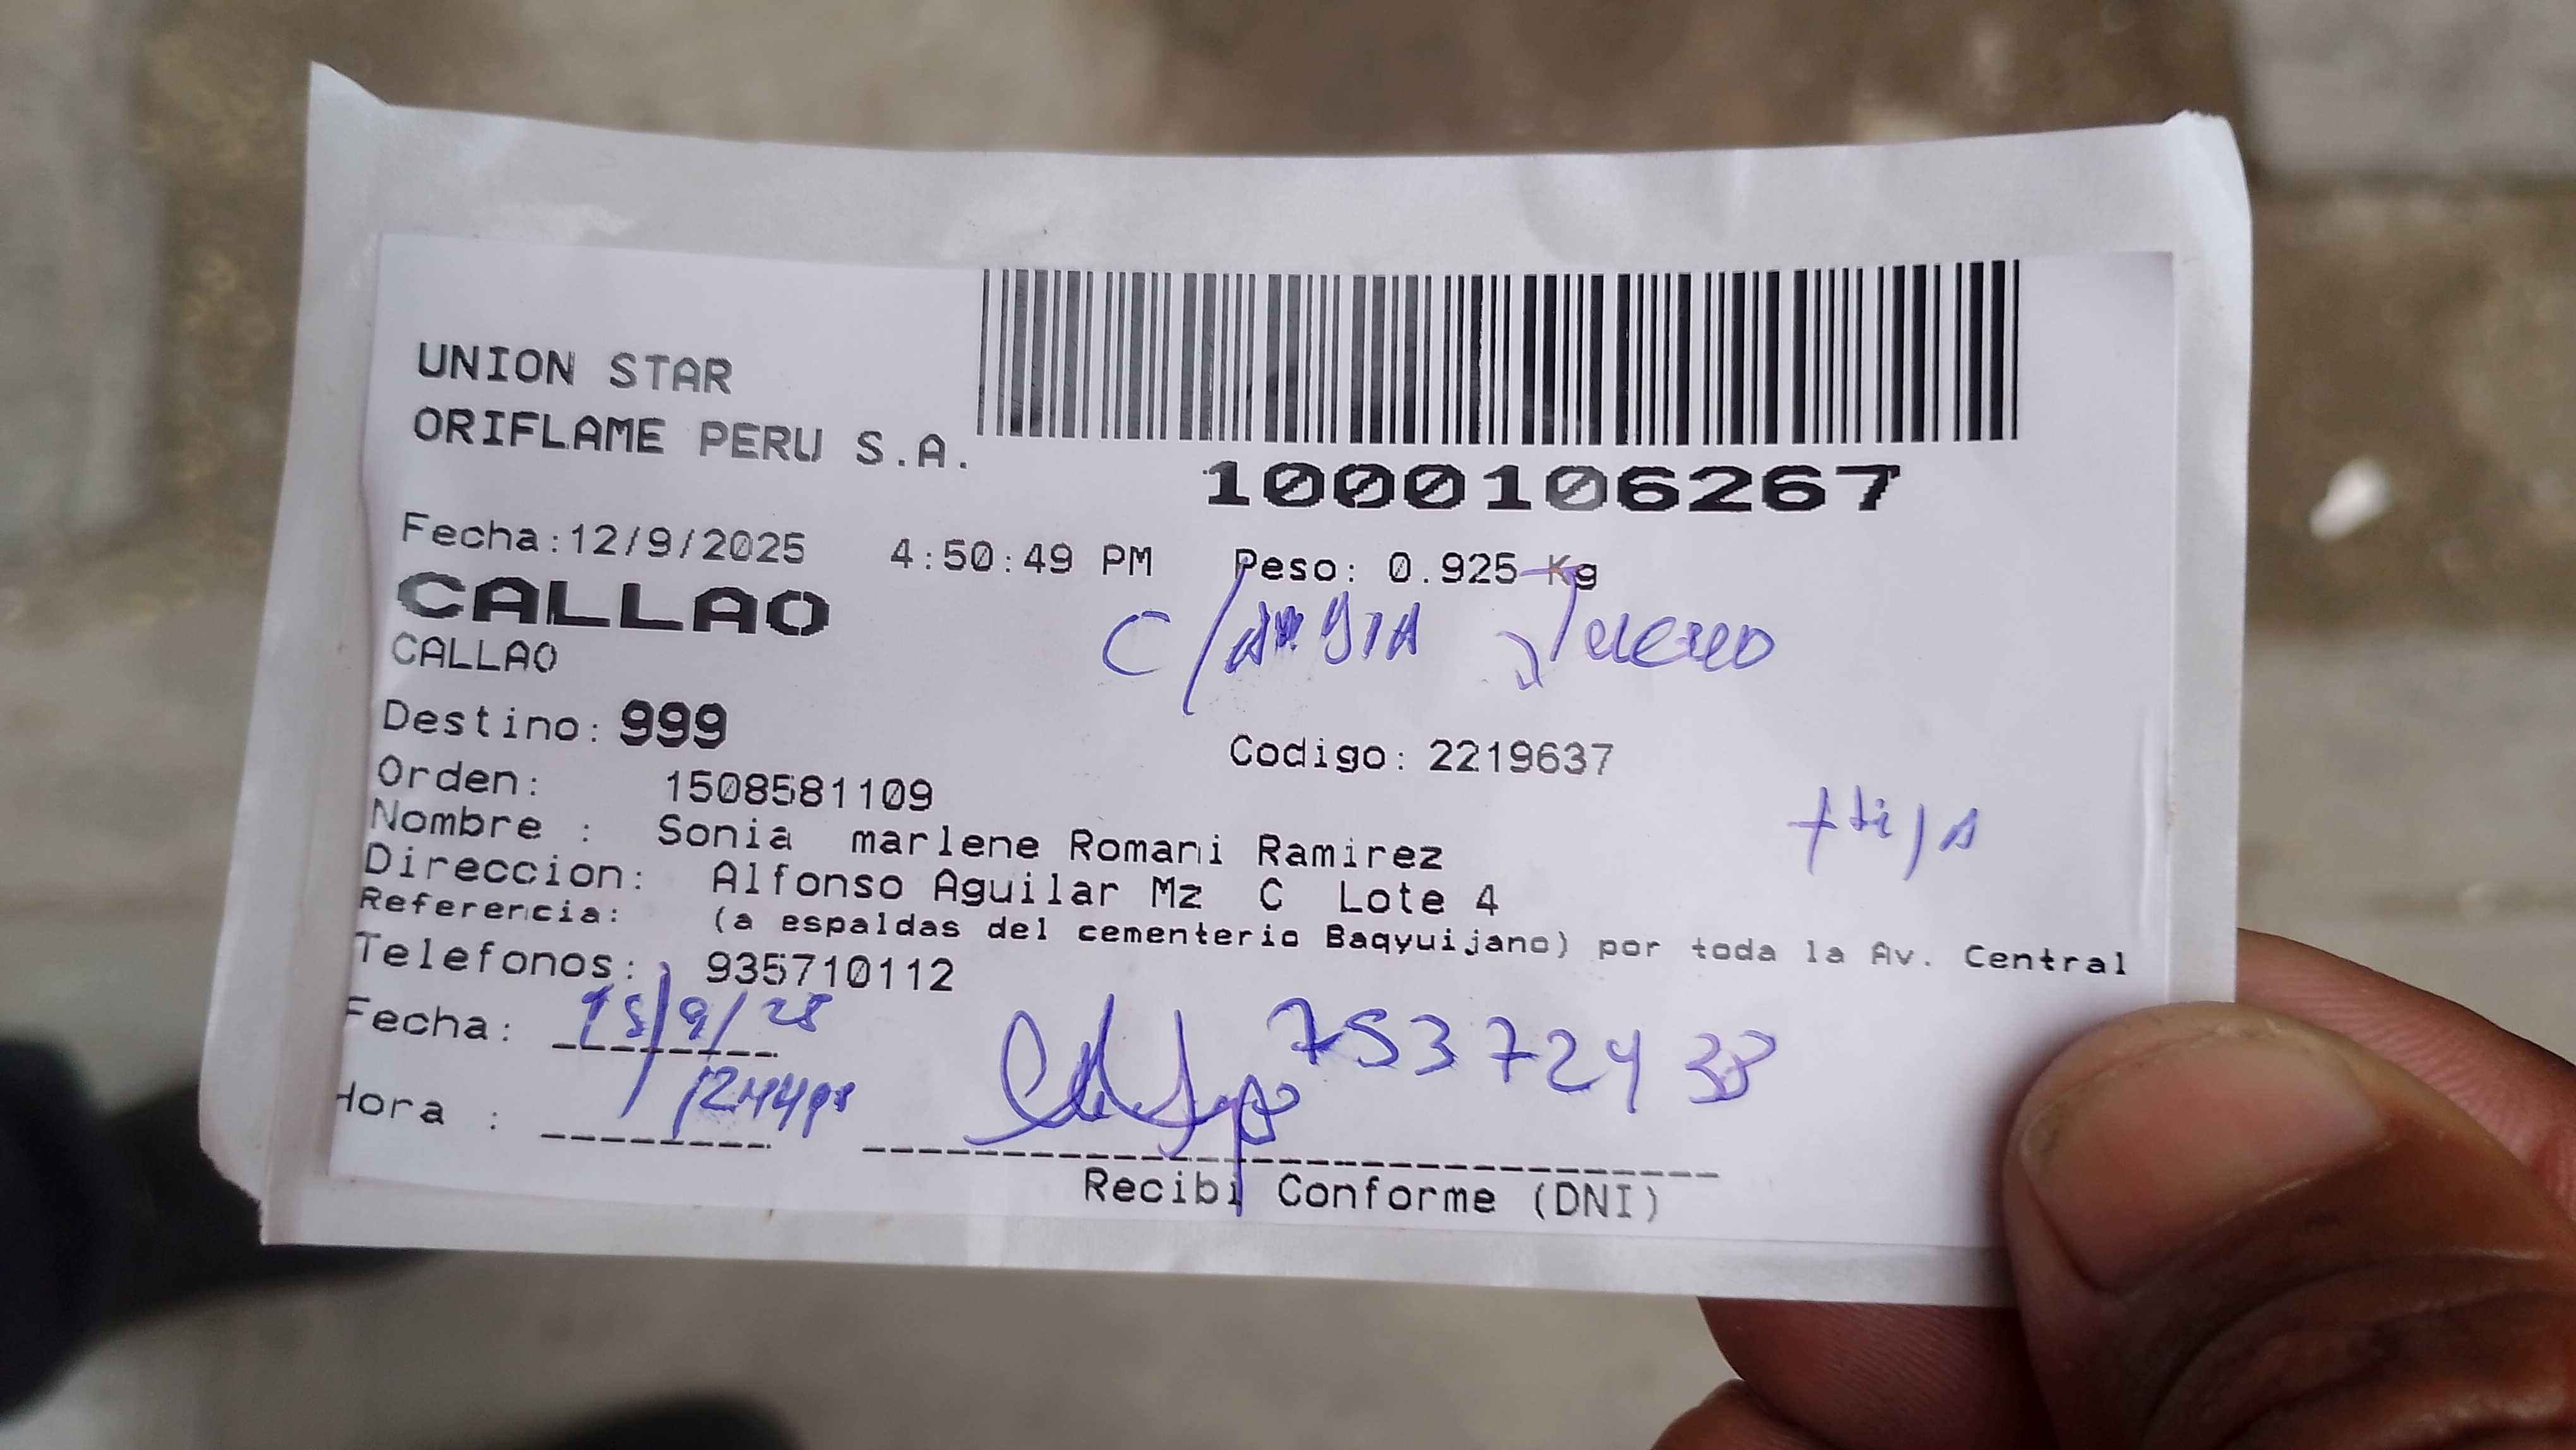 UNION STAR
ORIFLAME PERU S.A.
1000106267
Fecha:12/9/2025 4:50:49 PM Peso: 0.925 Kg
CALLAO
CALLAO
Destino: 999
Codigo: 2219637
Orden: 1508581109
Nombre : Sonia marlene Romani Ramirez
Direccion: Alfonso Aguilar Mz C Lote 4
Referencia: (a espaldas del cementerio Baqyuijano) por toda la Av. Central
Telefonos: 935710112
Fecha: 15/9/25
Hora :
Recibi Conforme (DNI)